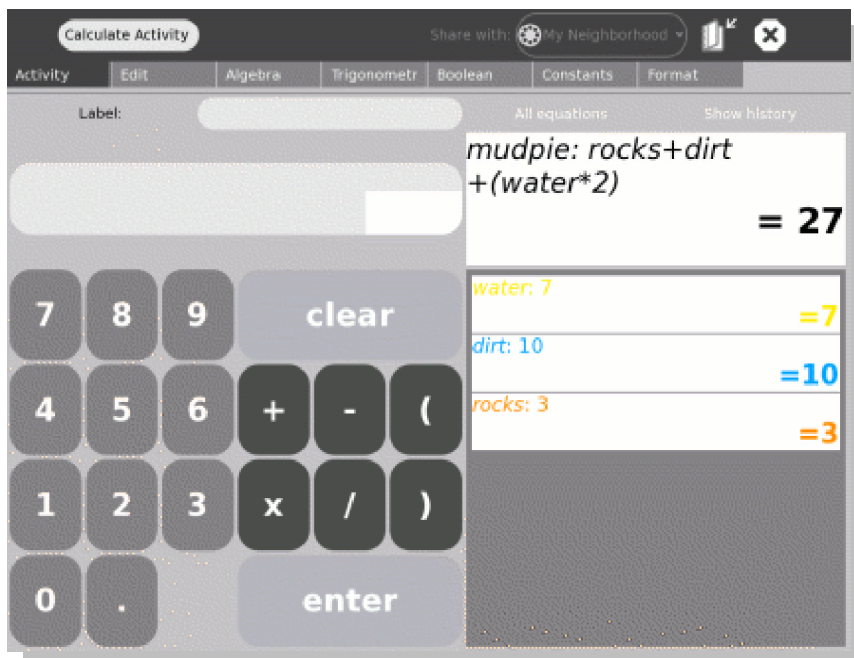 Calculate Activity Share with: My Neighborhood
Activity Edit Algebra Trigonometr Boolean Constants Format
Label: All equations Show history
mudpie: rocks+dirt
+(water*2)
= 27
7 8 9 clear
water: 7
=7
dirt: 10
=10
4 5 6 + - (
rocks: 3
=3
1 2 3 x / )
0 . enter